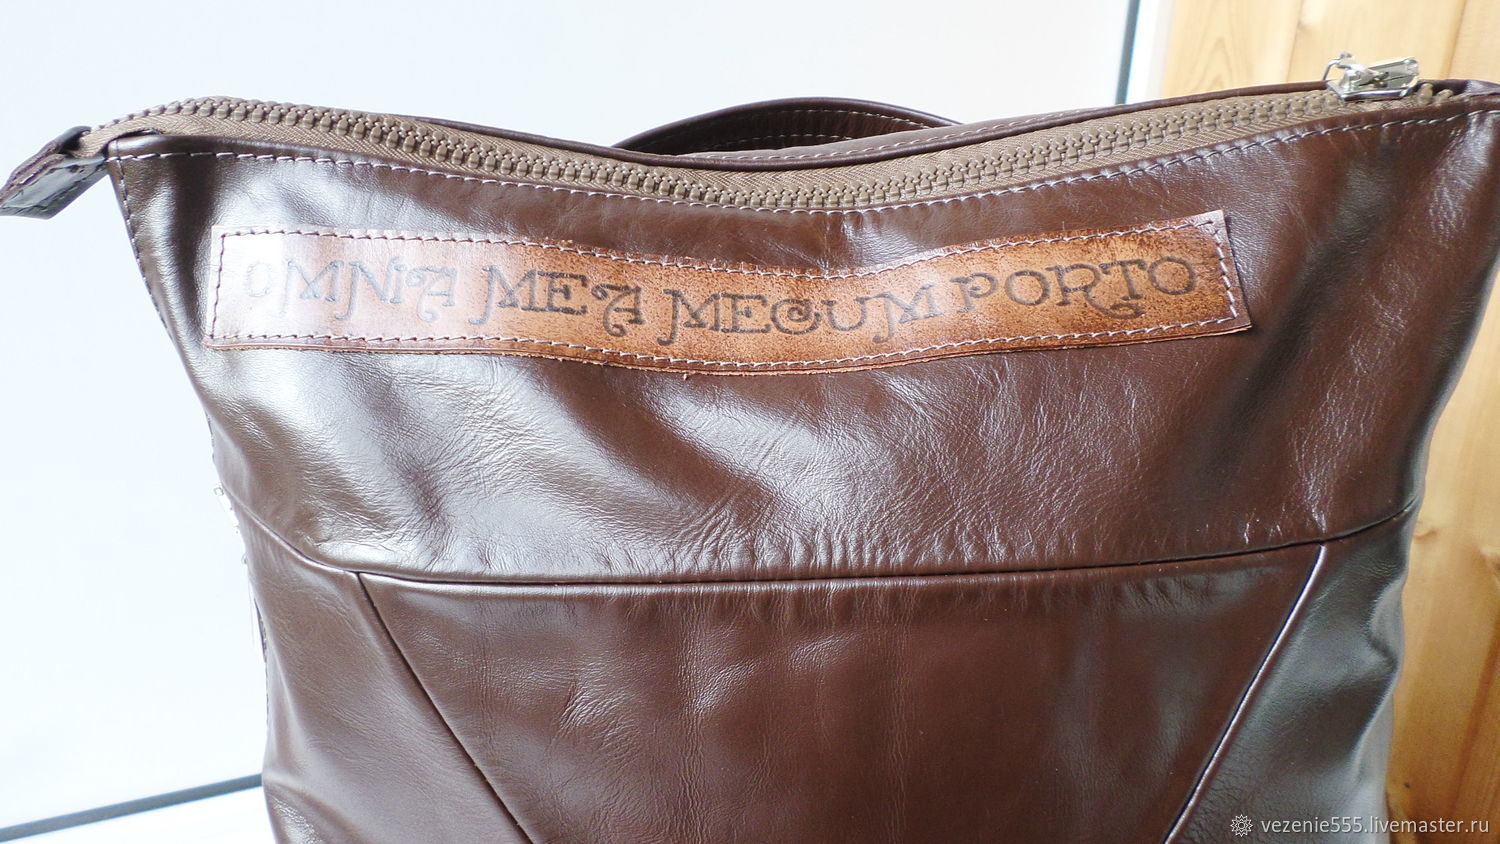 OMNIA MEA MECUM PORTO
vezenie555.livemaster.ru